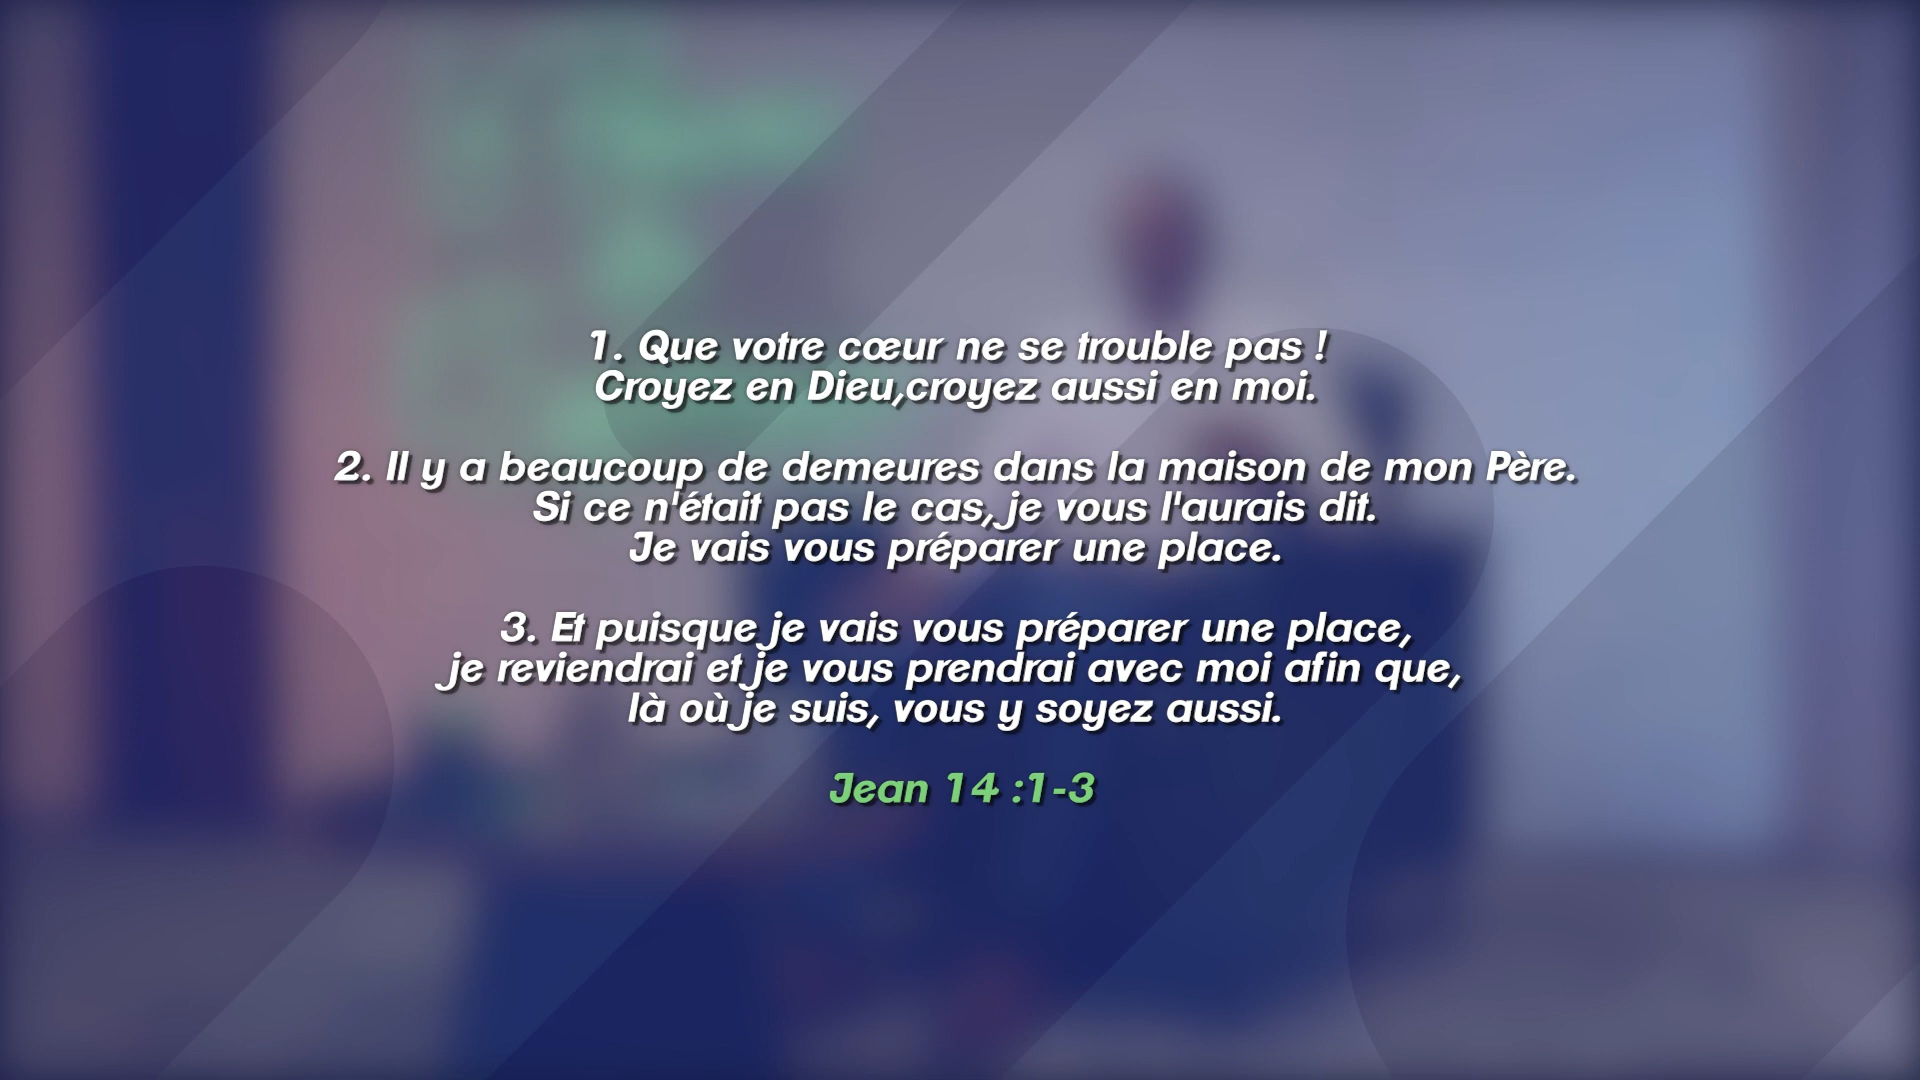 1. Que votre cœur ne se trouble pas !
Croyez en Dieu,croyez aussi en moi.
2. Il y a beaucoup de demeures dans la maison de mon Père.
Si ce n'était pas le cas, je vous l'aurais dit.
Je vais vous préparer une place.
3. Et puisque je vais vous préparer une place,
je reviendrai et je vous prendrai avec moi afin que,
là où je suis, vous y soyez aussi.
Jean 14 :1-3